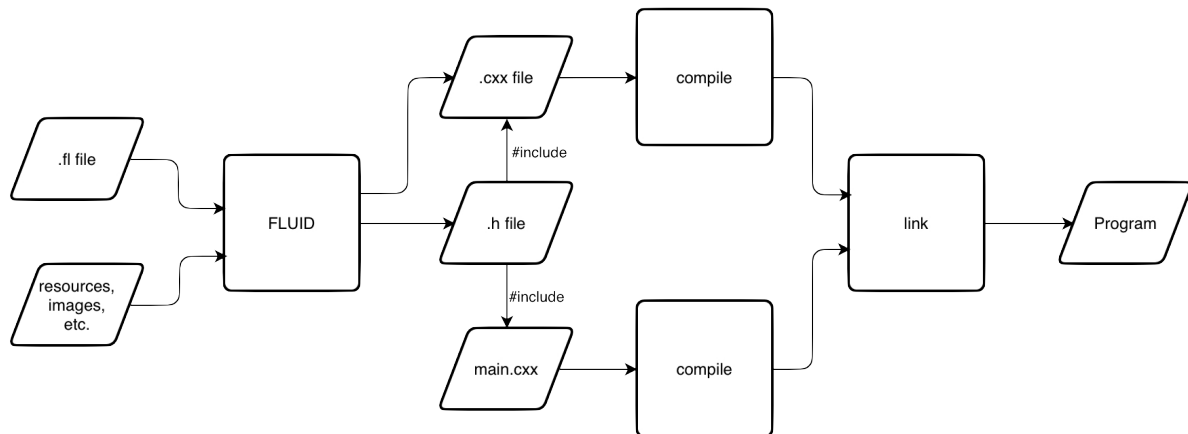 .fl file
resources,
images,
etc.
FLUID
.cxx file
#include
.h file
#include
main.cxx
compile
compile
link
Program